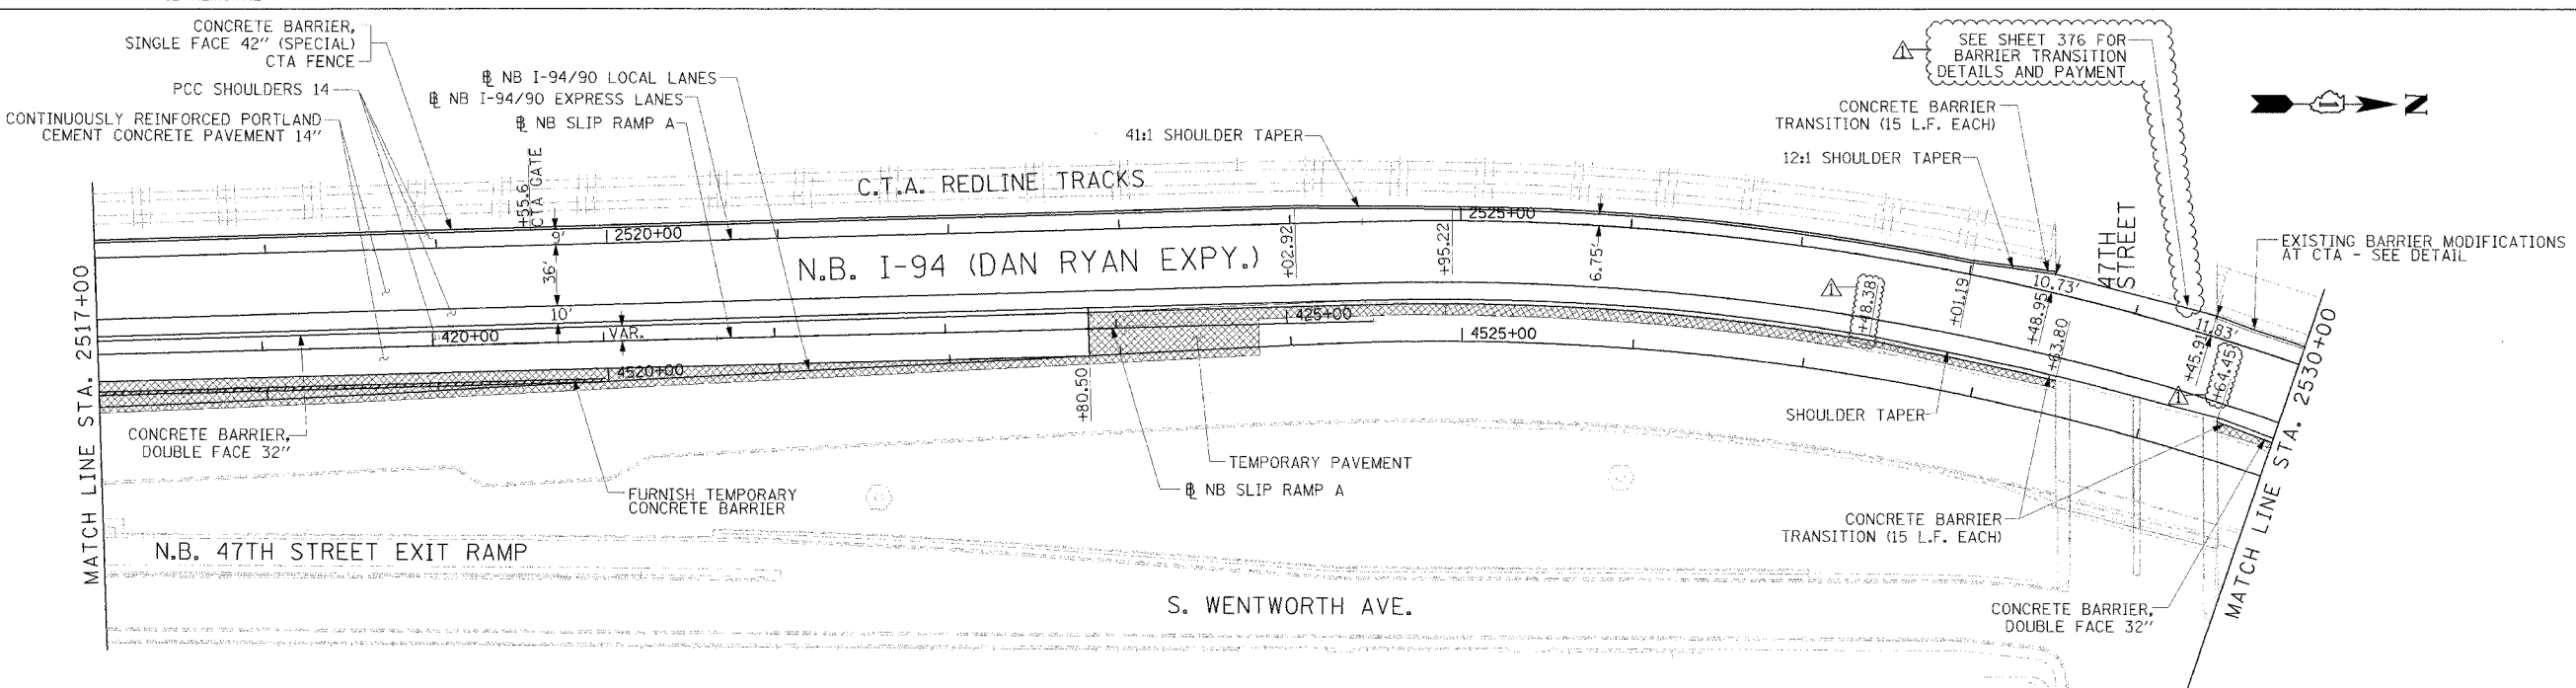 CONCRETE BARRIER,
SINGLE FACE 42" (SPECIAL)
CTA FENCE
PCC SHOULDERS 14
CONTINUOUSLY REINFORCED PORTLAND
CEMENT CONCRETE PAVEMENT 14"
℄ NB I-94/90 LOCAL LANES
℄ NB I-94/90 EXPRESS LANES
℄ NB SLIP RAMP A
+55.6
CTA GATE
41:1 SHOULDER TAPER
C.T.A. REDLINE TRACKS
1
SEE SHEET 376 FOR
BARRIER TRANSITION
DETAILS AND PAYMENT
CONCRETE BARRIER
TRANSITION (15 L.F. EACH)
12:1 SHOULDER TAPER
N
47TH
STREET
EXISTING BARRIER MODIFICATIONS
AT CTA - SEE DETAIL
MATCH LINE STA. 2517+00
9'
2520+00
36'
10'
N.B. I-94 (DAN RYAN EXPY.)
+02.92
2525+00
+95.22
6.75'
1
+48.38
+01.19
10.73'
+48.95
+63.80
11.83'
+45.91
+64.45
1
MATCH LINE STA. 2530+00
420+00
VAR.
425+00
4520+00
4525+00
+80.50
SHOULDER TAPER
CONCRETE BARRIER,
DOUBLE FACE 32"
TEMPORARY PAVEMENT
℄ NB SLIP RAMP A
FURNISH TEMPORARY
CONCRETE BARRIER
CONCRETE BARRIER
TRANSITION (15 L.F. EACH)
N.B. 47TH STREET EXIT RAMP
S. WENTWORTH AVE.
CONCRETE BARRIER,
DOUBLE FACE 32"